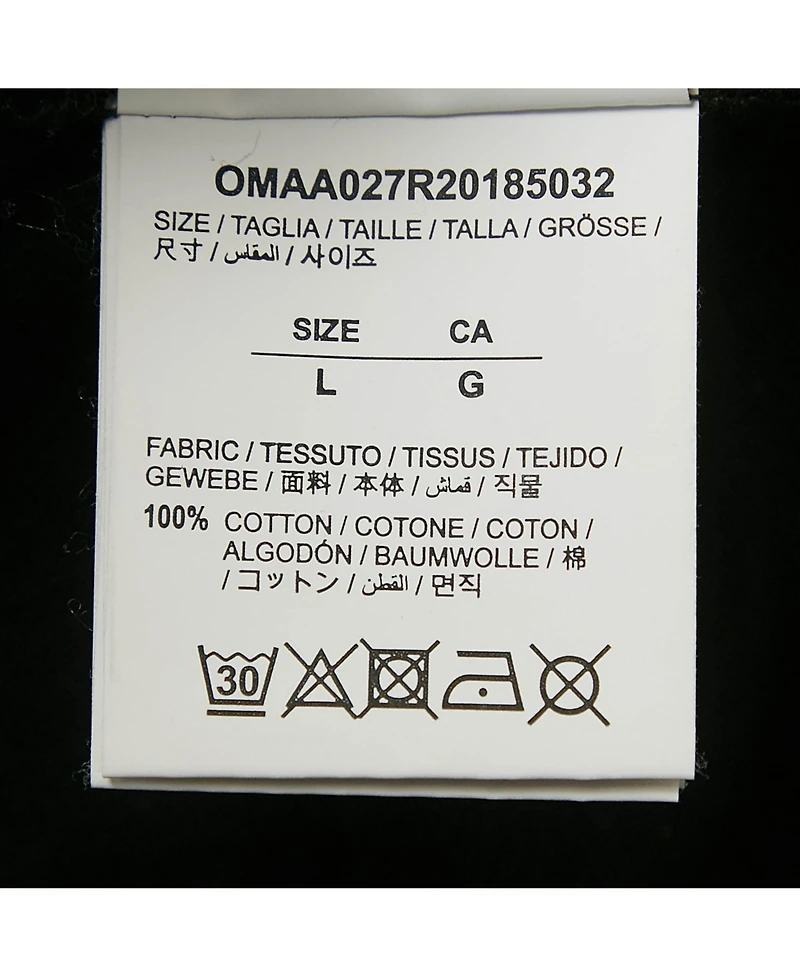 OMAA027R20185032
SIZE / TAGLIA / TAILLE / TALLA / GRÖSSE /
尺寸 / المقاس / 사이즈
SIZE CA
L G
FABRIC / TESSUTO / TISSUS / TEJIDO /
GEWEBE / 面料 / 本体 / قماش / 직물
100% COTTON / COTONE / COTON /
ALGODÓN / BAUMWOLLE / 棉
/ コットン / القطن / 면직
30